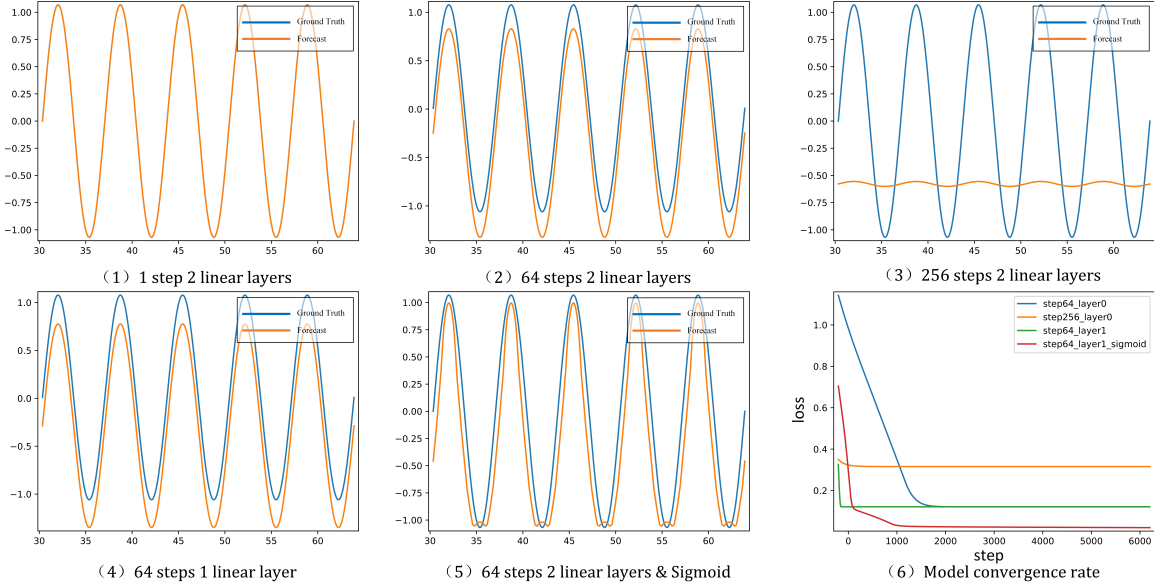 Ground Truth
Forecast
1.00
0.75
0.50
0.25
0.00
−0.25
−0.50
−0.75
−1.00
30 35 40 45 50 55 60
（1）1 step 2 linear layers
Ground Truth
Forecast
1.0
0.5
0.0
−0.5
−1.0
30 35 40 45 50 55 60
（2）64 steps 2 linear layers
Ground Truth
Forecast
1.00
0.75
0.50
0.25
0.00
−0.25
−0.50
−0.75
−1.00
30 35 40 45 50 55 60
（3）256 steps 2 linear layers
Ground Truth
Forecast
1.0
0.5
0.0
−0.5
−1.0
30 35 40 45 50 55 60
（4）64 steps 1 linear layer
Ground Truth
Forecast
1.00
0.75
0.50
0.25
0.00
−0.25
−0.50
−0.75
−1.00
30 35 40 45 50 55 60
（5）64 steps 2 linear layers & Sigmoid
step64_layer0
step256_layer0
step64_layer1
step64_layer1_sigmoid
loss
1.0
0.8
0.6
0.4
0.2
0 1000 2000 3000 4000 5000 6000
step
（6）Model convergence rate